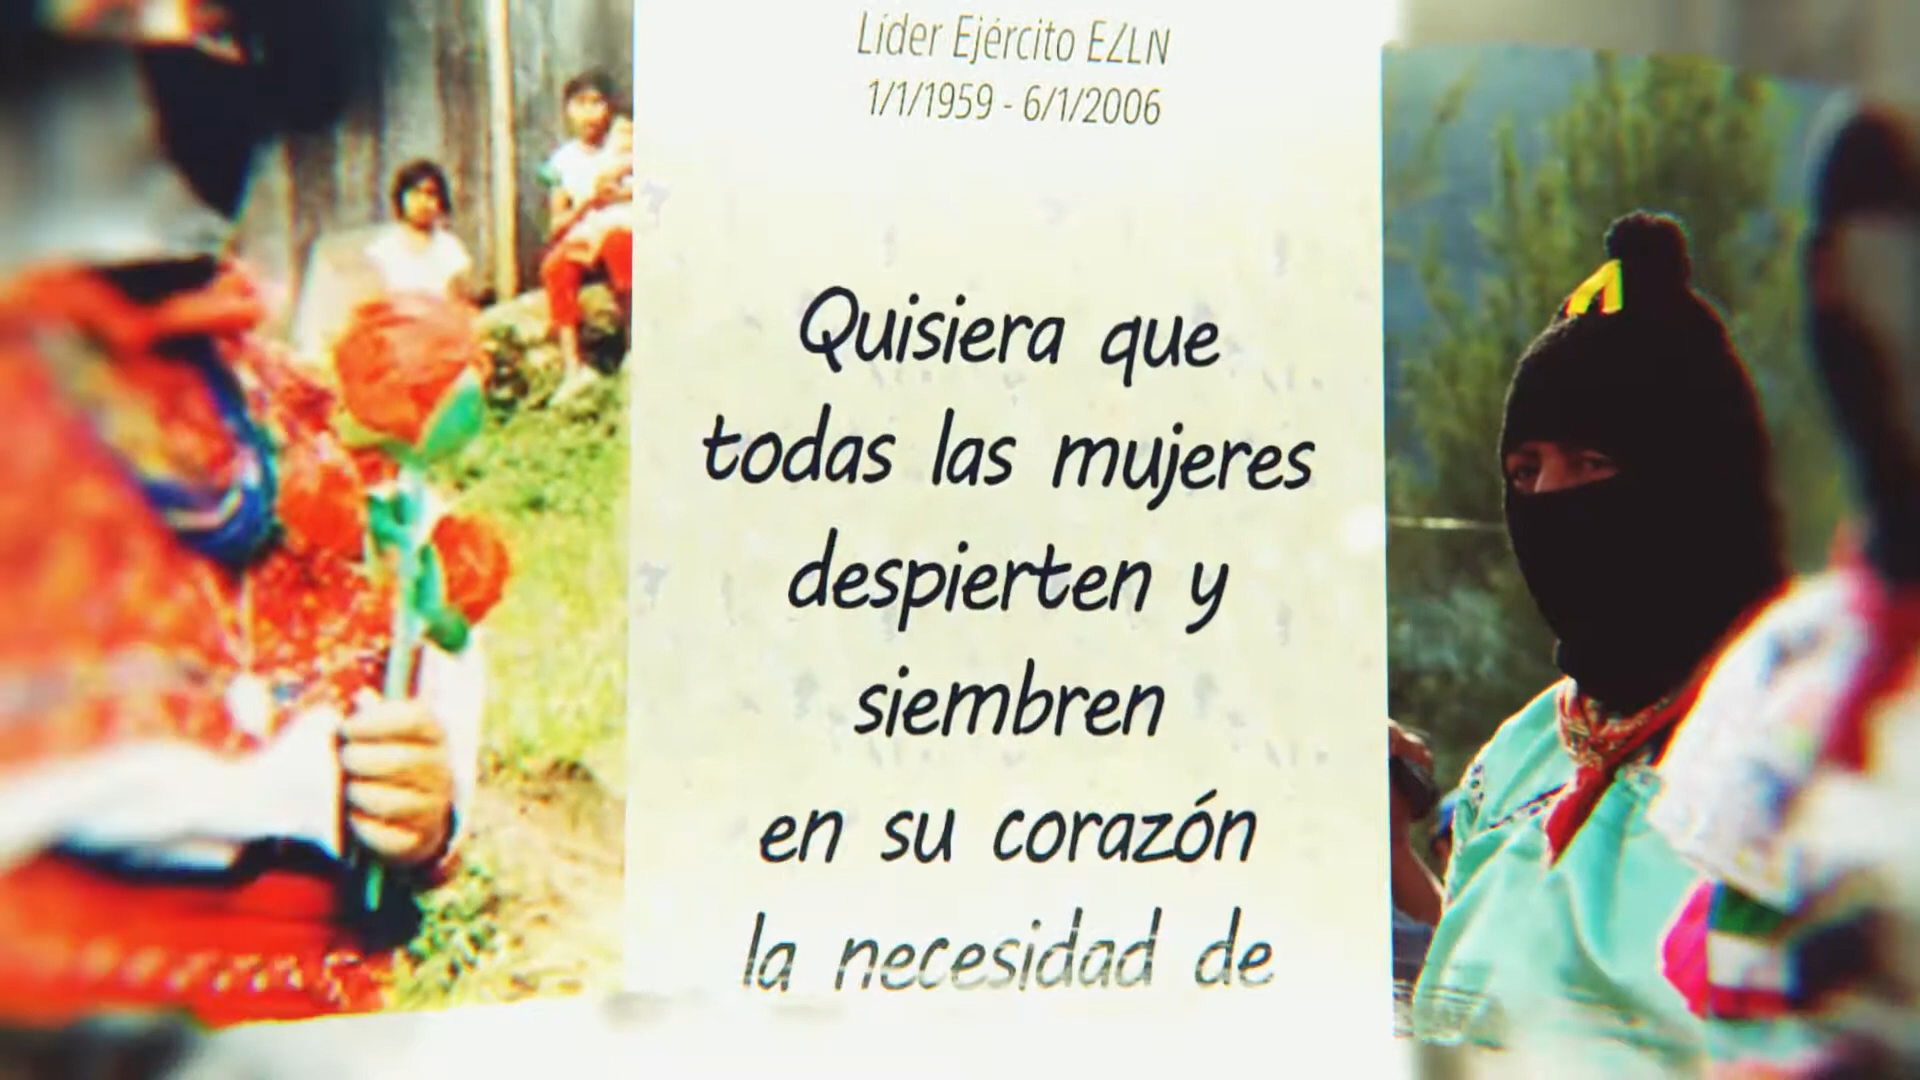 Líder Ejército EZLN
1/1/1959 - 6/1/2006
Quisiera que
todas las mujeres
despierten y
siembren
en su corazón
la necesidad de